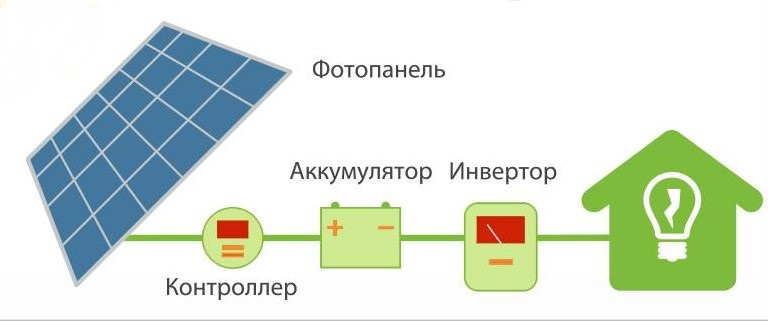 Фотопанель
Аккумулятор
Инвертор
Контроллер